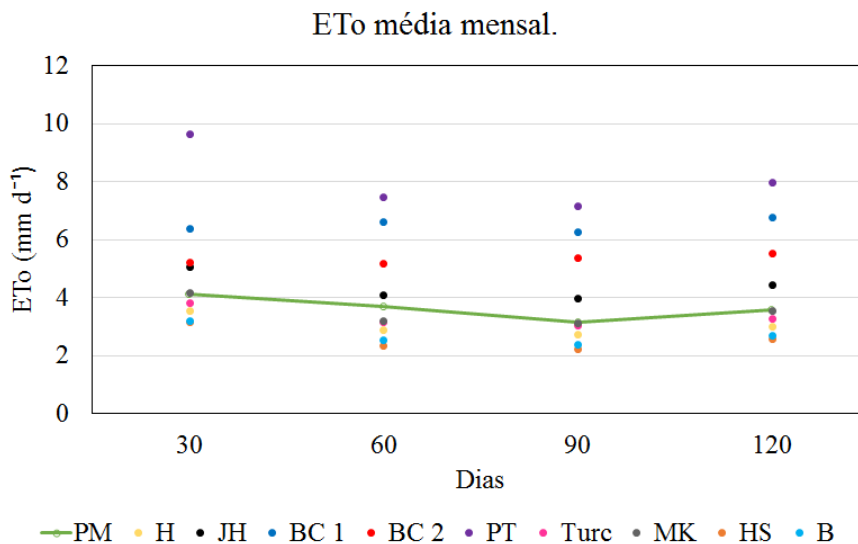 ETo média mensal.
12
10
8
6
4
2
0
ETo (mm d⁻¹)
30 60 90 120
Dias
PM H JH BC 1 BC 2 PT Turc MK HS B